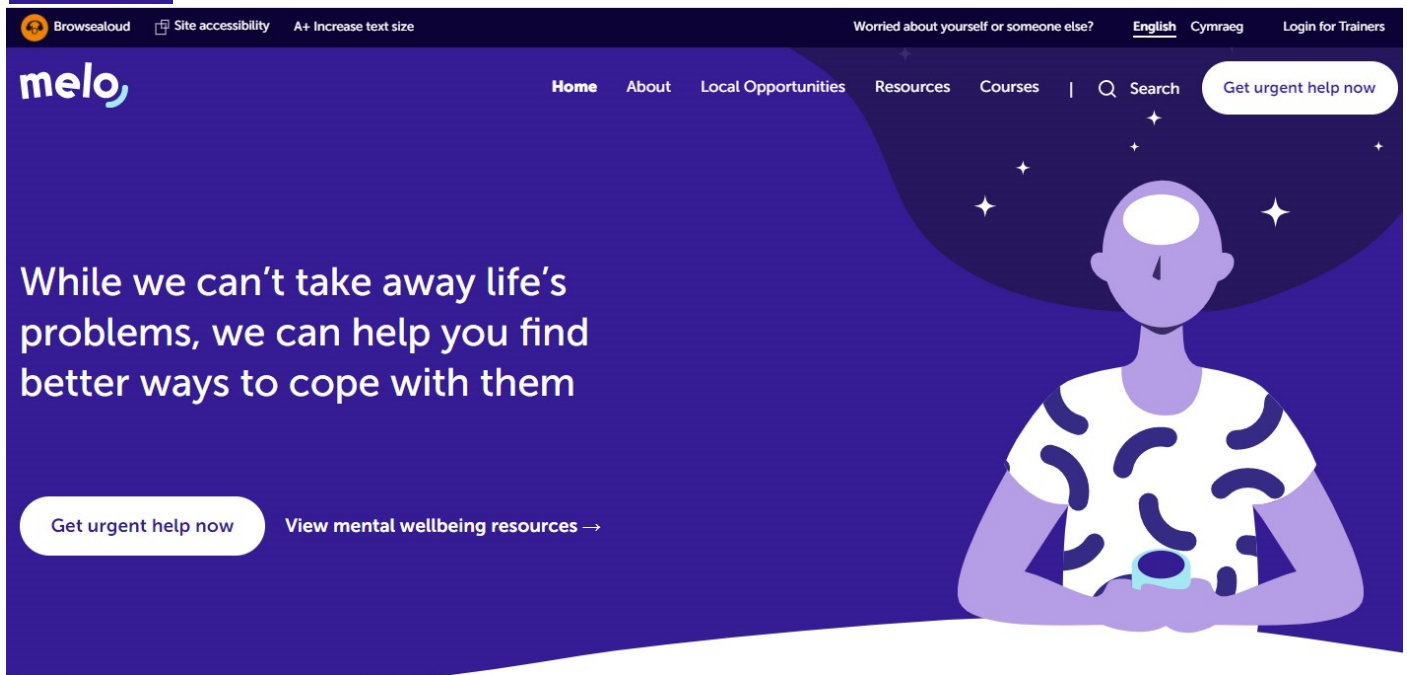 Browsealoud Site accessibility A+ Increase text size Worried about yourself or someone else? English Cymraeg Login for Trainers
melo Home About Local Opportunities Resources Courses | Search Get urgent help now
While we can't take away life's
problems, we can help you find
better ways to cope with them
Get urgent help now View mental wellbeing resources →